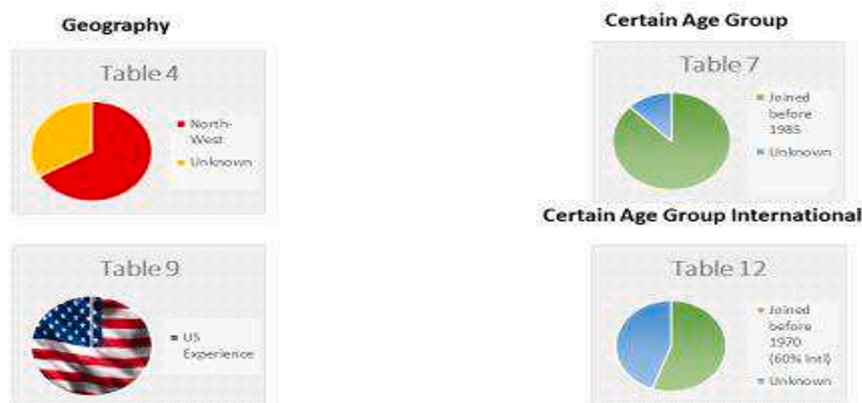 Geography
Table 4
North-
West
Unknown
Table 9
US
Experience
Certain Age Group
Table 7
Joined
before
1985
Unknown
Certain Age Group International
Table 12
Joined
before
1970
(60% Intl)
Unknown